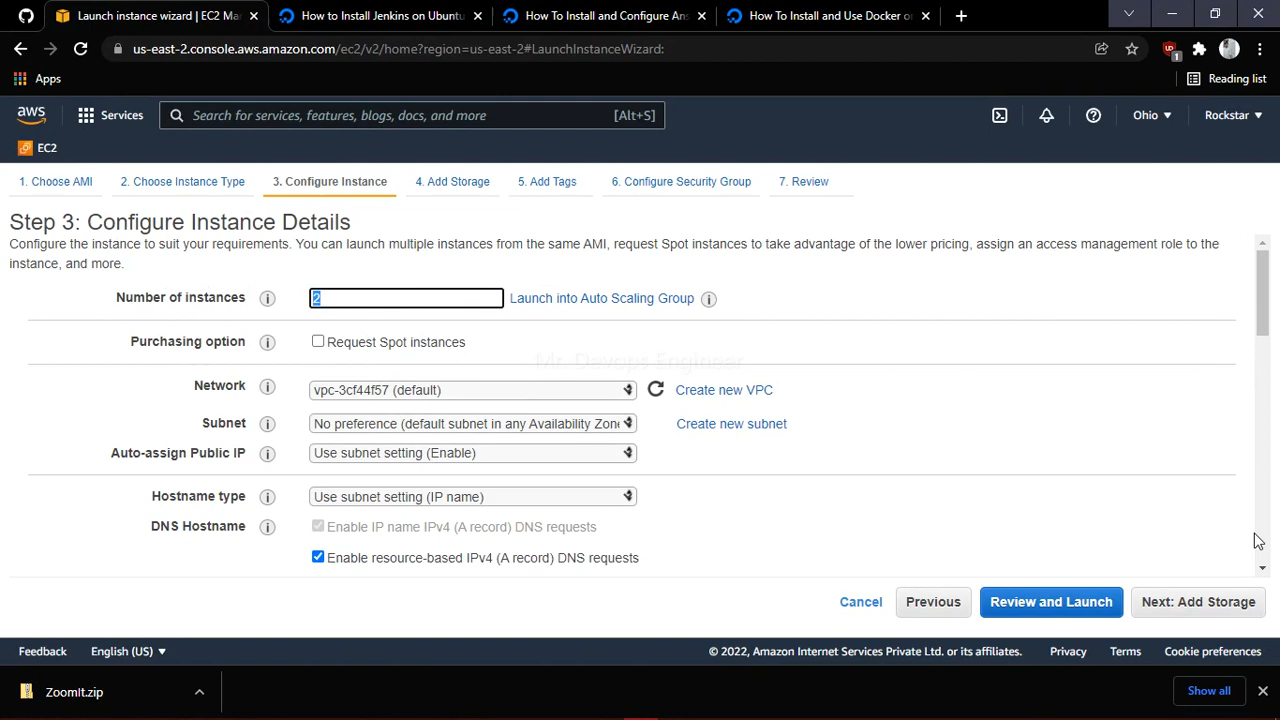 Launch instance wizard | EC2 Ma
How to Install Jenkins on Ubuntu
How To Install and Configure Ans
How To Install and Use Docker o
us-east-2.console.aws.amazon.com/ec2/v2/home?region=us-east-2#LaunchInstanceWizard:
1
Apps
Reading list
aws
Services
Search for services, features, blogs, docs, and more
[Alt+S]
Ohio
Rockstar
EC2
1. Choose AMI
2. Choose Instance Type
3. Configure Instance
4. Add Storage
5. Add Tags
6. Configure Security Group
7. Review
Step 3: Configure Instance Details
Configure the instance to suit your requirements. You can launch multiple instances from the same AMI, request Spot instances to take advantage of the lower pricing, assign an access management role to the
instance, and more.
Number of instances
2
Launch into Auto Scaling Group
Purchasing option
Request Spot instances
Mr. Davops Engineer
Network
vpc-3cf44f57 (default)
Create new VPC
Subnet
No preference (default subnet in any Availability Zone
Create new subnet
Auto-assign Public IP
Use subnet setting (Enable)
Hostname type
Use subnet setting (IP name)
DNS Hostname
Enable IP name IPv4 (A record) DNS requests
Enable resource-based IPv4 (A record) DNS requests
Cancel
Previous
Review and Launch
Next: Add Storage
Feedback
English (US)
© 2022, Amazon Internet Services Private Ltd. or its affiliates.
Privacy
Terms
Cookie preferences
ZoomIt.zip
Show all